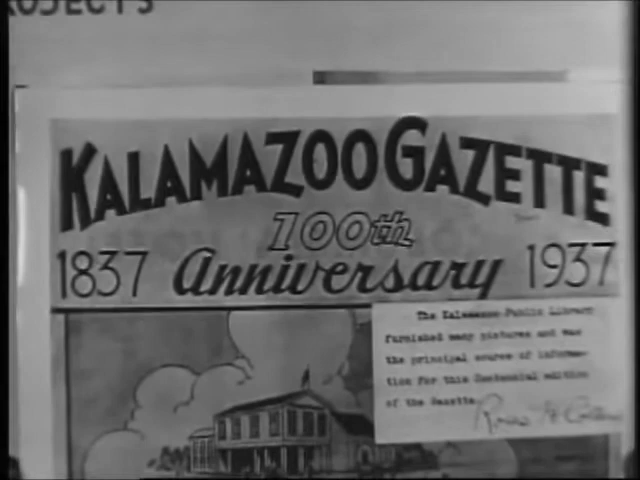 PROJECTS
KALAMAZOO GAZETTE
100th
1837 Anniversary 1937
The Kalamazoo Public Library
furnished many pictures and was
the principal source of informa-
tion for this Centennial edition
of the Gazette